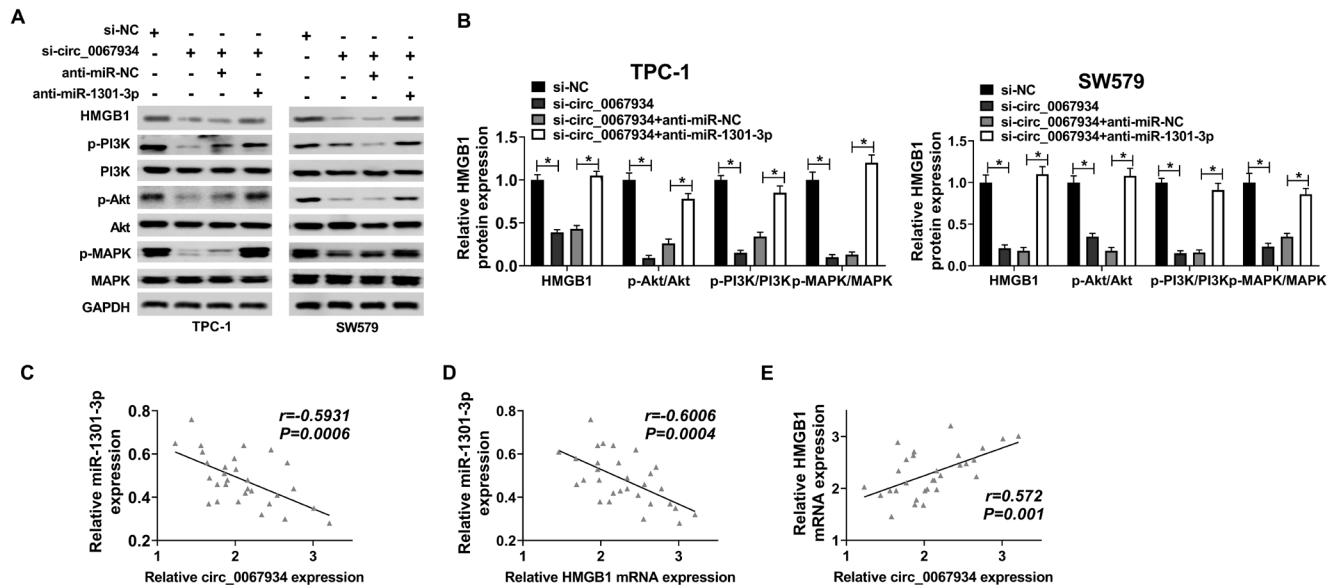 A
si-NC + - - - + - - -
si-circ_0067934 - + + + - + + +
anti-miR-NC - - + - - - + -
anti-miR-1301-3p - - - + - - - +
HMGB1
p-PI3K
PI3K
p-Akt
Akt
p-MAPK
MAPK
GAPDH
TPC-1 SW579
B
TPC-1
si-NC
si-circ_0067934
si-circ_0067934+anti-miR-NC
si-circ_0067934+anti-miR-1301-3p
Relative HMGB1
protein expression
1.5
1.0
0.5
0.0
* * * * * * * *
HMGB1 p-Akt/Akt p-PI3K/PI3K p-MAPK/MAPK
SW579
si-NC
si-circ_0067934
si-circ_0067934+anti-miR-NC
si-circ_0067934+anti-miR-1301-3p
Relative HMGB1
protein expression
1.5
1.0
0.5
0.0
* * * * * * * *
HMGB1 p-Akt/Akt p-PI3K/PI3K p-MAPK/MAPK
C
Relative miR-1301-3p
expression
0.8
0.6
0.4
0.2
r=-0.5931
P=0.0006
1 2 3
Relative circ_0067934 expression
D
Relative miR-1301-3p
expression
0.8
0.6
0.4
0.2
r=-0.6006
P=0.0004
1 2 3
Relative HMGB1 mRNA expression
E
Relative HMGB1
mRNA expression
3
2
1
r=0.572
P=0.001
1 2 3
Relative circ_0067934 expression